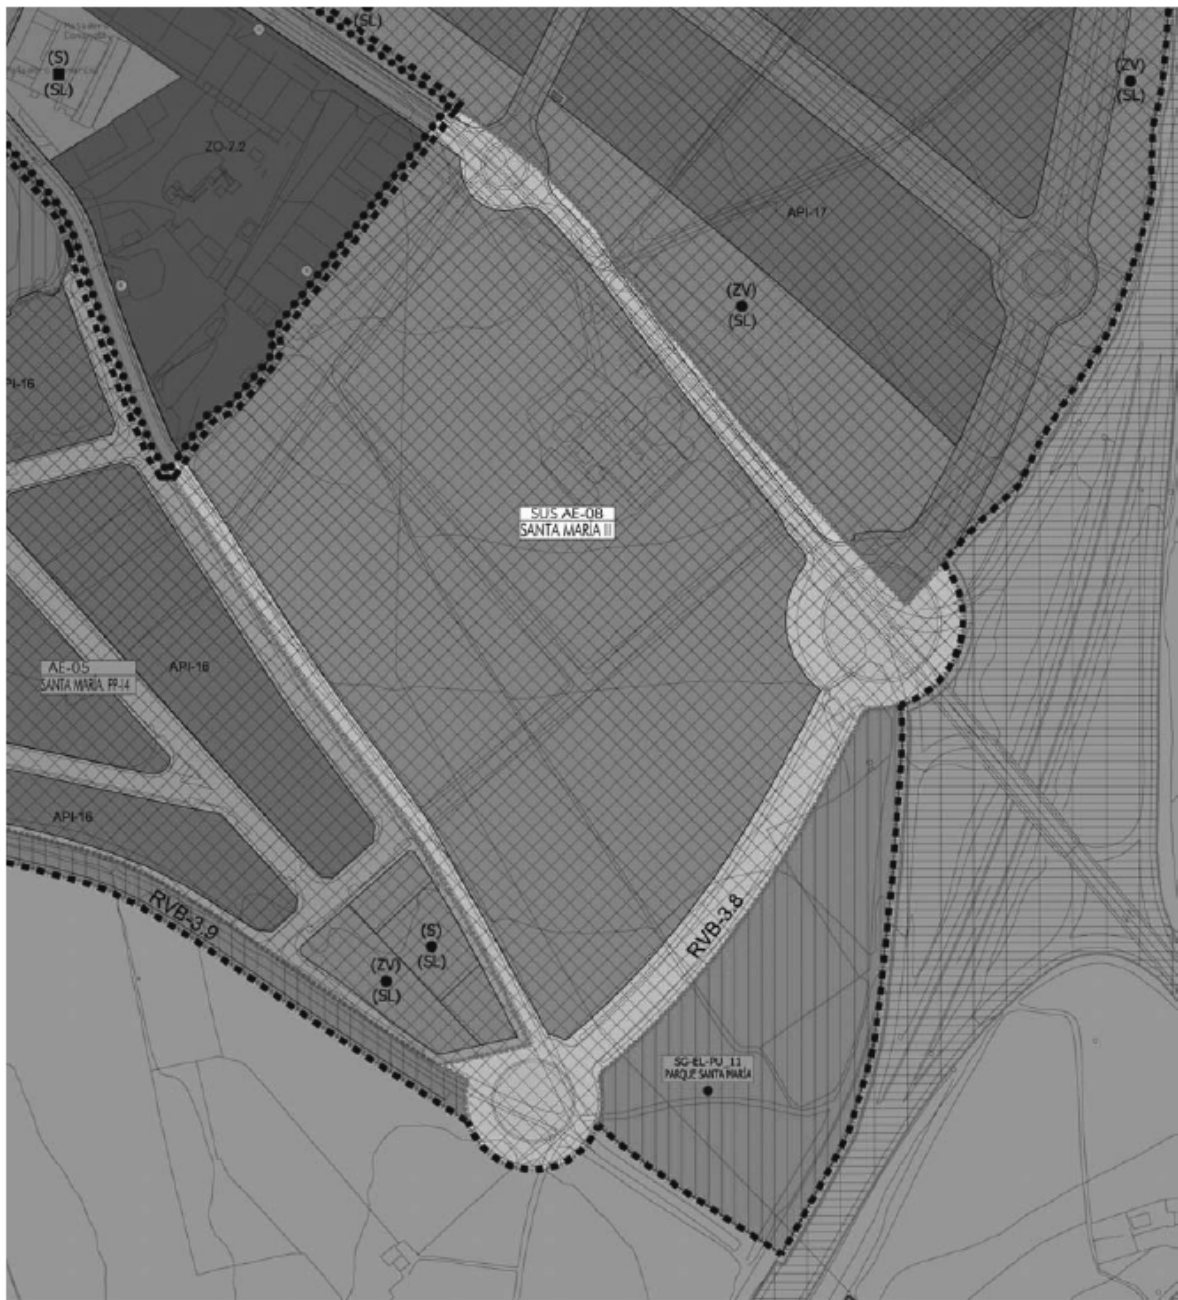 (SL)
(S)
(SL)
(ZV)
(SL)
ZO-7.2
API-17
(ZV)
(SL)
PI-16
SUS AE-08
SANTA MARÍA III
AE-05
SANTA MARÍA. PP-I4
API-16
API-16
RVB-3.9
RVB-3.8
(S)
(SL)
(ZV)
(SL)
SG-EL-PU_11
PARQUE SANTA MARÍA